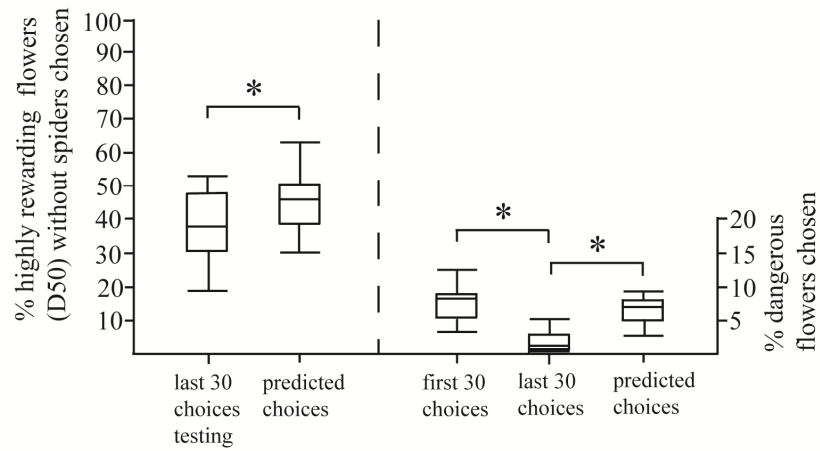 % highly rewarding flowers
(D50) without spiders chosen
100
90
80
70
60
50
40
30
20
10
*
*
*
20
15
10
5
% dangerous
flowers chosen
last 30
choices
testing
predicted
choices
first 30
choices
last 30
choices
predicted
choices